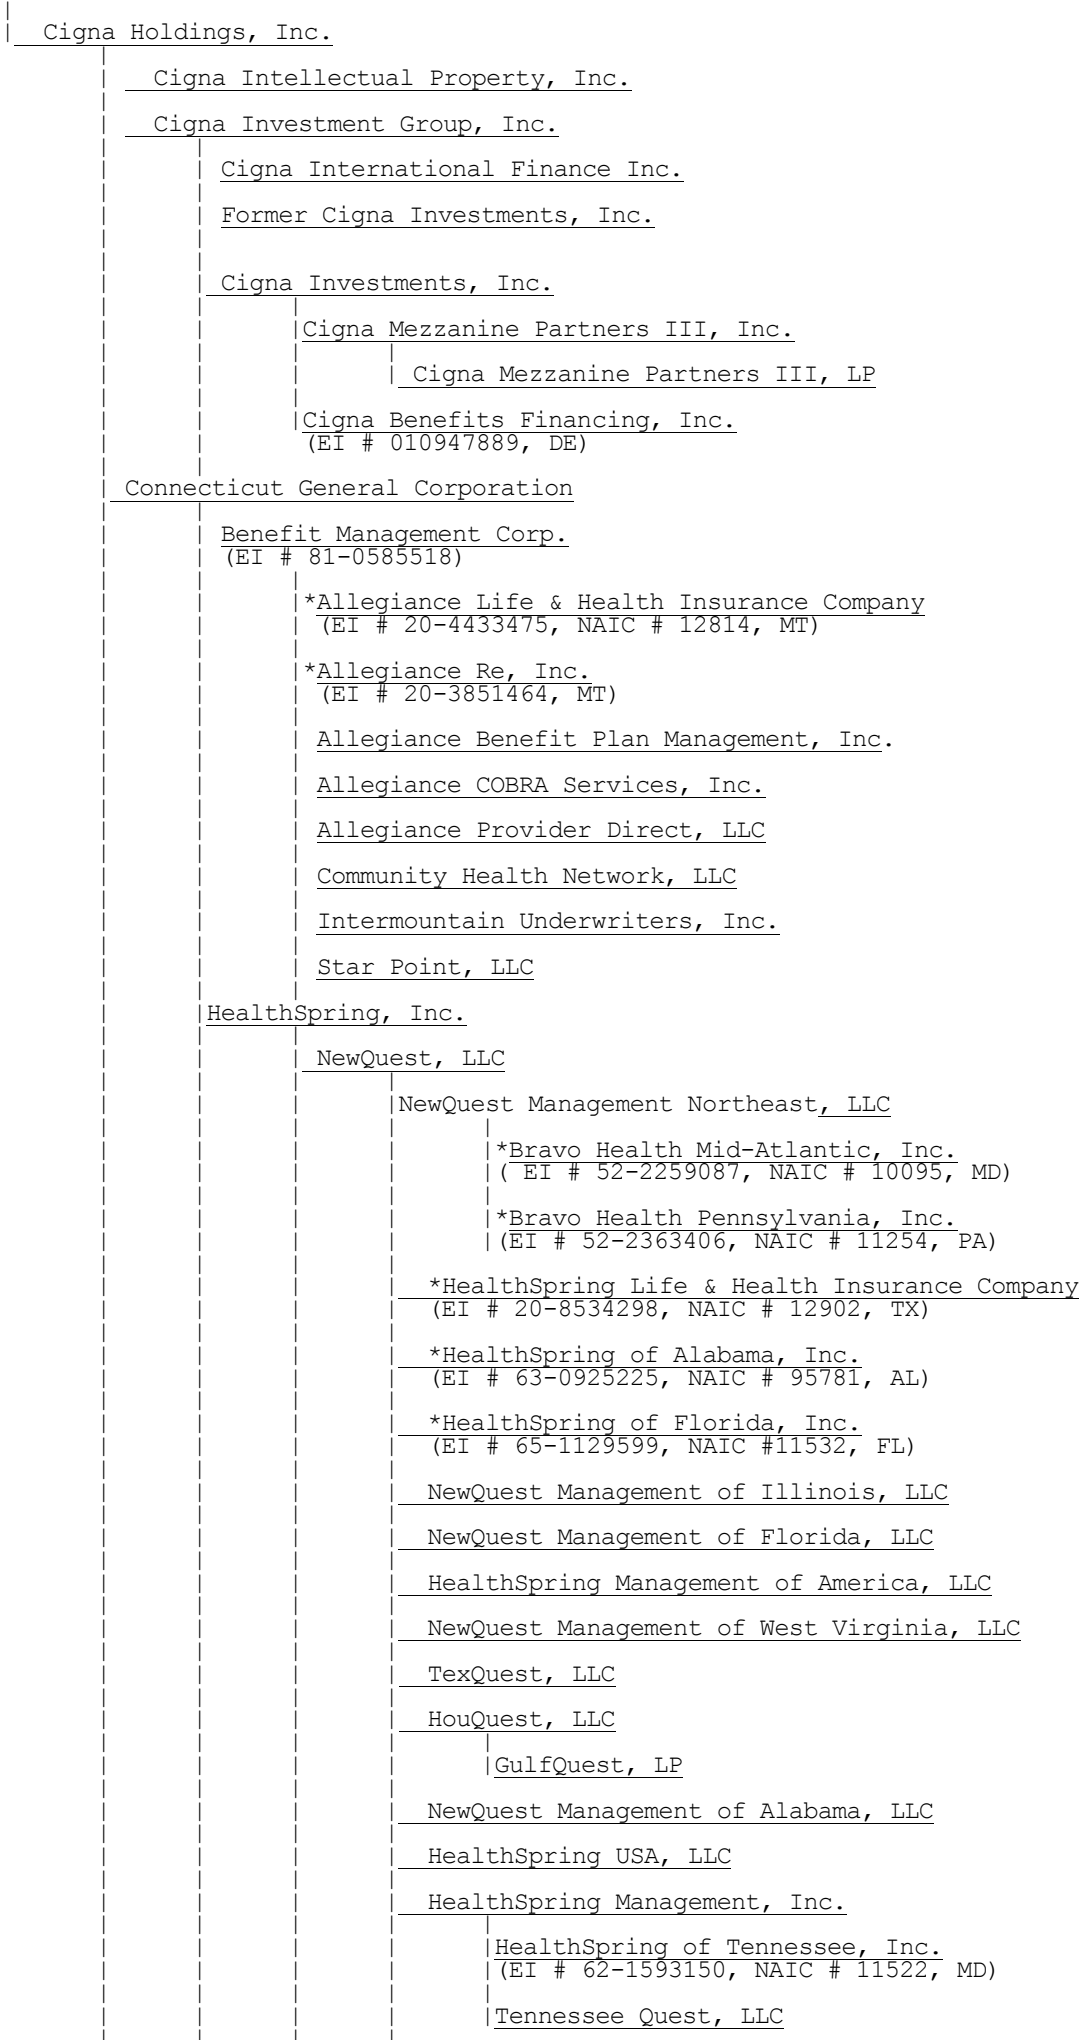 Cigna Holdings, Inc.
Cigna Intellectual Property, Inc.
Cigna Investment Group, Inc.
Cigna International Finance Inc.
Former Cigna Investments, Inc.
Cigna Investments, Inc.
Cigna Mezzanine Partners III, Inc.
Cigna Mezzanine Partners III, LP
Cigna Benefits Financing, Inc.
(EI # 010947889, DE)
Connecticut General Corporation
Benefit Management Corp.
(EI # 81-0585518)
*Allegiance Life & Health Insurance Company
(EI # 20-4433475, NAIC # 12814, MT)
*Allegiance Re, Inc.
(EI # 20-3851464, MT)
Allegiance Benefit Plan Management, Inc.
Allegiance COBRA Services, Inc.
Allegiance Provider Direct, LLC
Community Health Network, LLC
Intermountain Underwriters, Inc.
Star Point, LLC
HealthSpring, Inc.
NewQuest, LLC
NewQuest Management Northeast, LLC
*Bravo Health Mid-Atlantic, Inc.
( EI # 52-2259087, NAIC # 10095, MD)
*Bravo Health Pennsylvania, Inc.
(EI # 52-2363406, NAIC # 11254, PA)
*HealthSpring Life & Health Insurance Company
(EI # 20-8534298, NAIC # 12902, TX)
*HealthSpring of Alabama, Inc.
(EI # 63-0925225, NAIC # 95781, AL)
*HealthSpring of Florida, Inc.
(EI # 65-1129599, NAIC #11532, FL)
NewQuest Management of Illinois, LLC
NewQuest Management of Florida, LLC
HealthSpring Management of America, LLC
NewQuest Management of West Virginia, LLC
TexQuest, LLC
HouQuest, LLC
GulfQuest, LP
NewQuest Management of Alabama, LLC
HealthSpring USA, LLC
HealthSpring Management, Inc.
HealthSpring of Tennessee, Inc.
(EI # 62-1593150, NAIC # 11522, MD)
Tennessee Quest, LLC